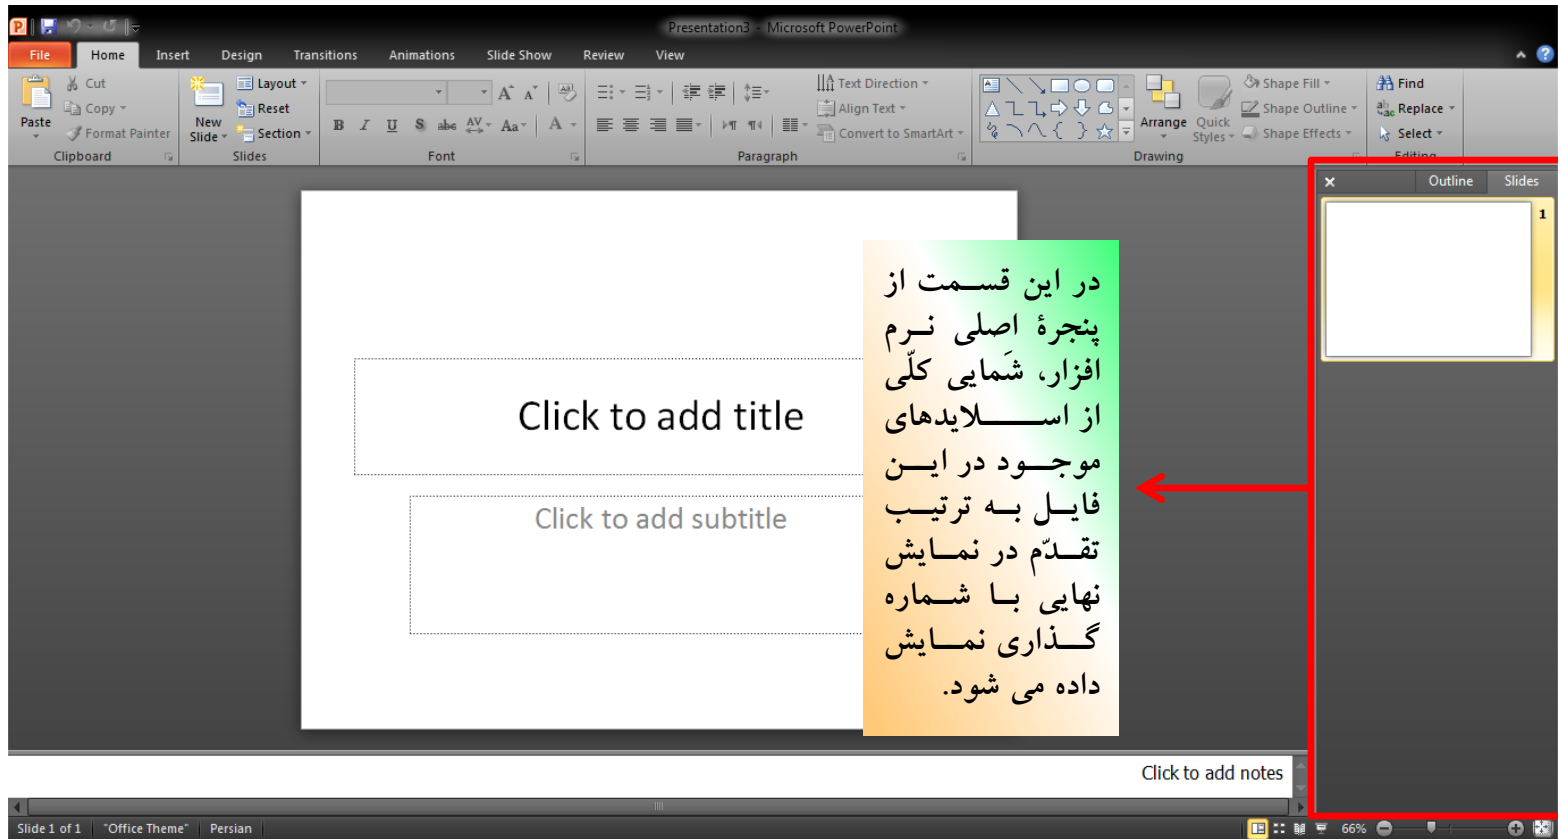 Presentation3 - Microsoft PowerPoint
File Home Insert Design Transitions Animations Slide Show Review View
Paste
Cut
Copy
Format Painter
Clipboard
New Slide
Layout
Reset
Section
Slides
B I U S abc AV Aa A
Font
Text Direction
Align Text
Convert to SmartArt
Paragraph
Arrange
Quick Styles
Shape Fill
Shape Outline
Shape Effects
Drawing
Find
Replace
Select
Editing
Outline Slides
1
Click to add title
Click to add subtitle
در این قسمت از
پنجرهٔ اصلی نرم
افزار، شَمایی کلّی
از اسلایدهای
موجود در این
فایل به ترتیب
تقدّم در نمایش
نهایی با شماره
گذاری نمایش
داده می شود.
Click to add notes
Slide 1 of 1 "Office Theme" Persian 66%